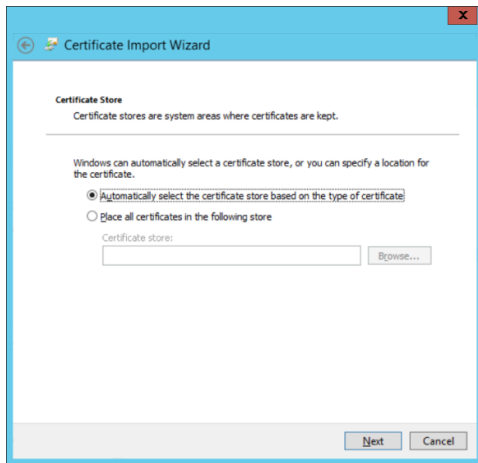 x
Certificate Import Wizard
Certificate Store
Certificate stores are system areas where certificates are kept.
Windows can automatically select a certificate store, or you can specify a location for
the certificate.
Automatically select the certificate store based on the type of certificate
Place all certificates in the following store
Certificate store:
Browse...
Next
Cancel